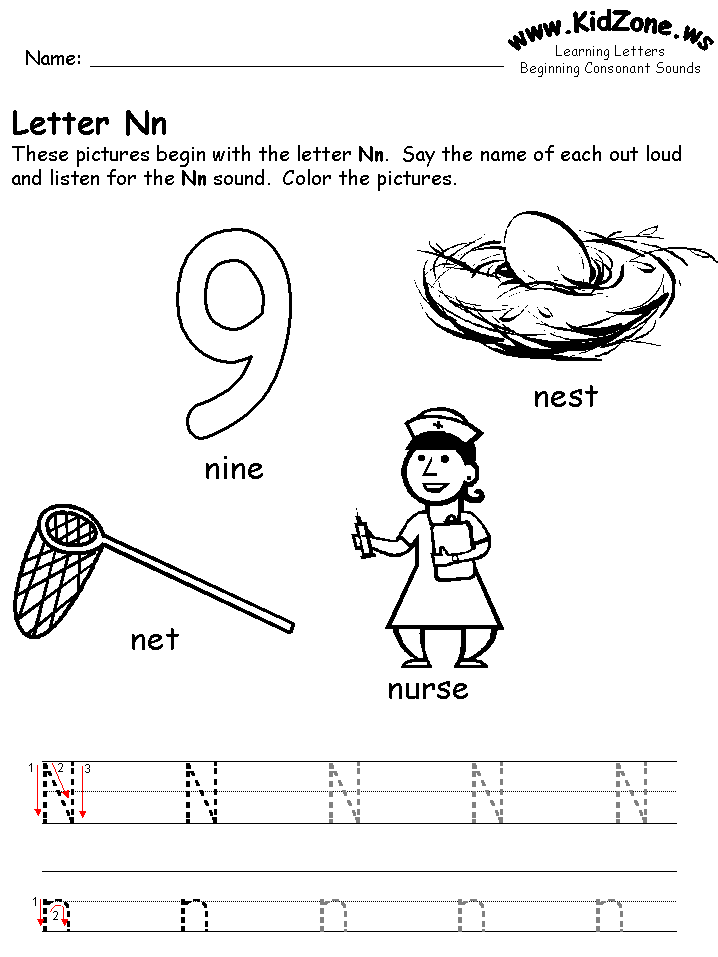 www.KidZone.ws
Name:
Learning Letters
Beginning Consonant Sounds
Letter Nn
These pictures begin with the letter Nn. Say the name of each out loud
and listen for the Nn sound. Color the pictures.
9
nest
nine
net
nurse
1 2 3
N N N N N
1 2
n n n n n